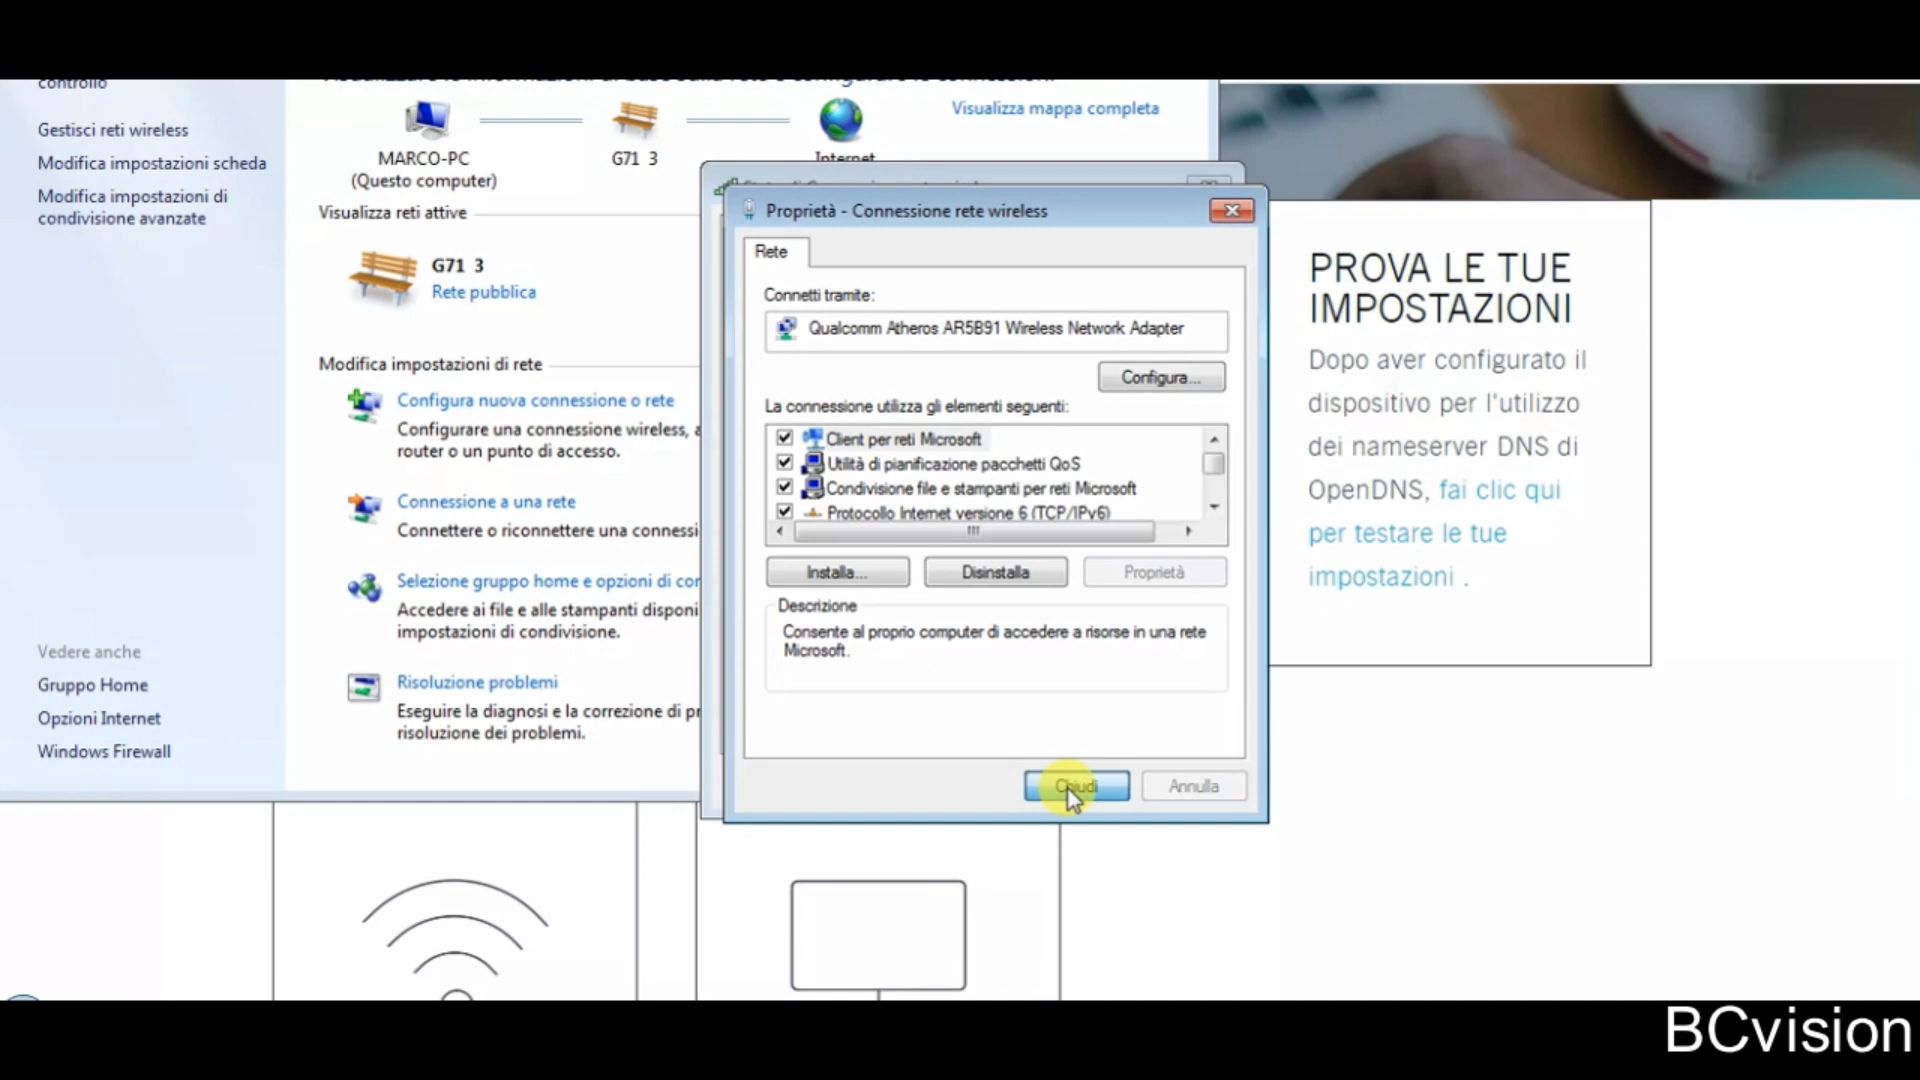 controllo
Gestisci reti wireless
Modifica impostazioni scheda
Modifica impostazioni di
condivisione avanzate
Vedere anche
Gruppo Home
Opzioni Internet
Windows Firewall
MARCO-PC
(Questo computer)
G71 3
Internet
Visualizza mappa completa
Visualizza reti attive
G71 3
Rete pubblica
Modifica impostazioni di rete
Configura nuova connessione o rete
Configurare una connessione wireless, a
router o un punto di accesso.
Connessione a una rete
Connettere o riconnettere una connessi
Selezione gruppo home e opzioni di cor
Accedere ai file e alle stampanti disponi
impostazioni di condivisione.
Risoluzione problemi
Eseguire la diagnosi e la correzione di pr
risoluzione dei problemi.
Proprietà - Connessione rete wireless
Rete
Connetti tramite:
Qualcomm Atheros AR5B91 Wireless Network Adapter
Configura...
La connessione utilizza gli elementi seguenti:
Client per reti Microsoft
Utilità di pianificazione pacchetti QoS
Condivisione file e stampanti per reti Microsoft
Protocollo Internet versione 6 (TCP/IPv6)
Installa...
Disinstalla
Proprietà
Descrizione
Consente al proprio computer di accedere a risorse in una rete
Microsoft.
Chiudi
Annulla
PROVA LE TUE
IMPOSTAZIONI
Dopo aver configurato il
dispositivo per l'utilizzo
dei nameserver DNS di
OpenDNS, fai clic qui
per testare le tue
impostazioni .
BCvision